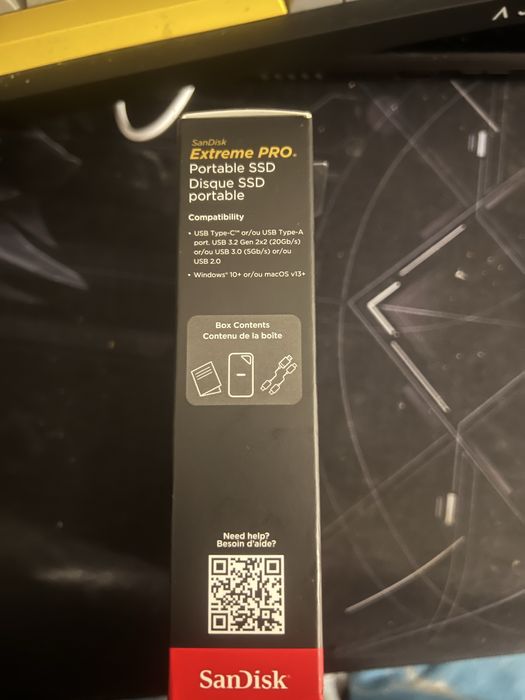 SanDisk
Extreme PRO®
Portable SSD
Disque SSD
portable
Compatibility
• USB Type-C™ or/ou USB Type-A
port. USB 3.2 Gen 2x2 (20Gb/s)
or/ou USB 3.0 (5Gb/s) or/ou
USB 2.0
• Windows® 10+ or/ou macOS v13+
Box Contents
Contenu de la boîte
Need help?
Besoin d'aide?
SanDisk